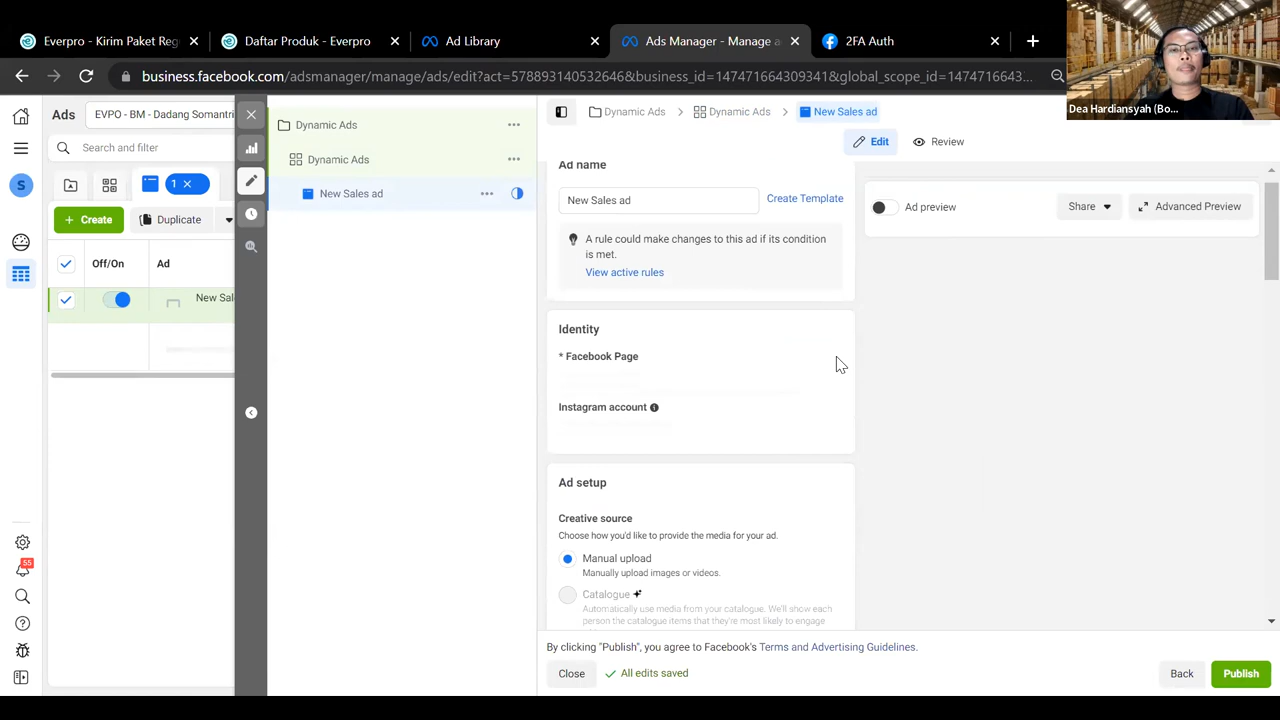 Everpro - Kirim Paket Reg
Daftar Produk - Everpro
Ad Library
Ads Manager - Manage a
2FA Auth
business.facebook.com/adsmanager/manage/ads/edit?act=578893140532646&business_id=147471664309341&global_scope_id=14747166430934​1...
Dea Hardiansyah (Bo...
Ads
EVPO - BM - Dadang Somantri
Search and filter
1
Create
Duplicate
Off/On
Ad
New Sal
S
55
Dynamic Ads
Dynamic Ads
New Sales ad
Dynamic Ads
Dynamic Ads
New Sales ad
Edit
Review
Ad name
New Sales ad
Create Template
A rule could make changes to this ad if its condition
is met.
View active rules
Identity
* Facebook Page
Instagram account
Ad setup
Creative source
Choose how you'd like to provide the media for your ad.
Manual upload
Manually upload images or videos.
Catalogue
Automatically use media from your catalogue. We'll show each
person the catalogue items that they're most likely to engage
Ad preview
Share
Advanced Preview
By clicking "Publish", you agree to Facebook's Terms and Advertising Guidelines.
Close
All edits saved
Back
Publish